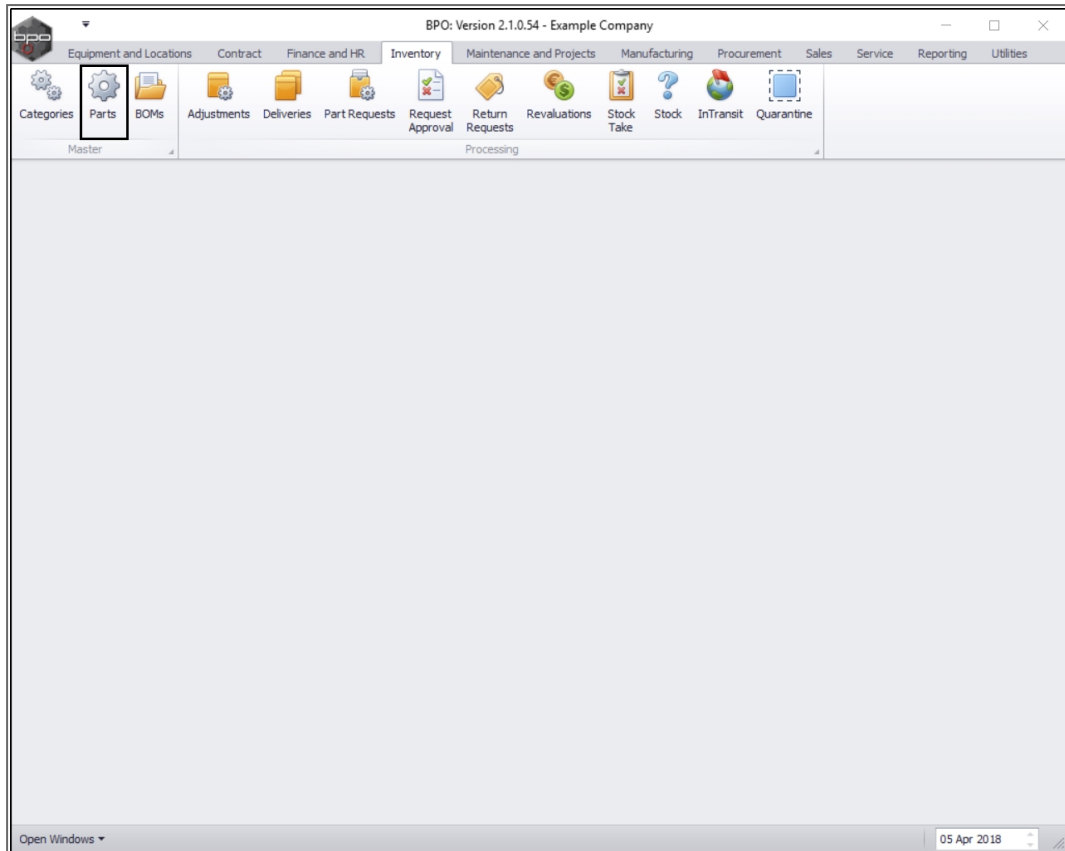 bpo
BPO: Version 2.1.0.54 - Example Company
Equipment and Locations Contract Finance and HR Inventory Maintenance and Projects Manufacturing Procurement Sales Service Reporting Utilities
Categories Parts BOMs Adjustments Deliveries Part Requests Request Return Revaluations Stock Stock InTransit Quarantine
Approval Requests Take
Master Processing
Open Windows 05 Apr 2018